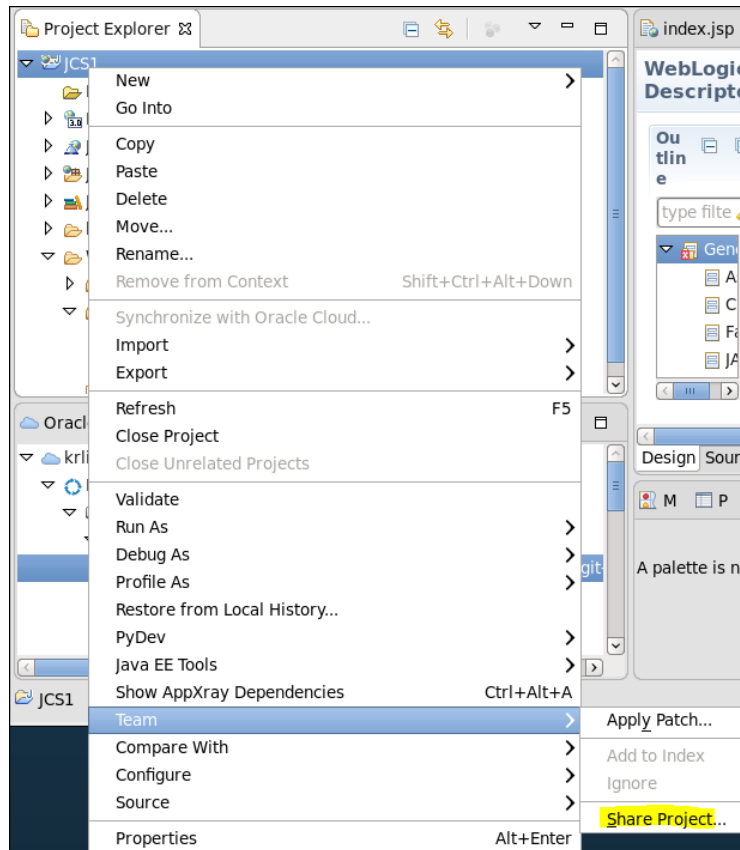 Project Explorer
index.jsp
JCS1
WebLogic
Descripto
Ou
tlin
e
type filte
Gen
A
C
Fa
JA
New
Go Into
Copy
Paste
Delete
Move...
Rename...
Remove from Context Shift+Ctrl+Alt+Down
Synchronize with Oracle Cloud...
Import
Export
Refresh F5
Close Project
Close Unrelated Projects
Validate
Run As
Debug As
Profile As
Restore from Local History...
PyDev
Java EE Tools
Show AppXray Dependencies Ctrl+Alt+A
Team
Compare With
Configure
Source
Properties Alt+Enter
Oracl
krli
git-
JCS1
Design Sour
M P
A palette is n
Apply Patch...
Add to Index
Ignore
Share Project...